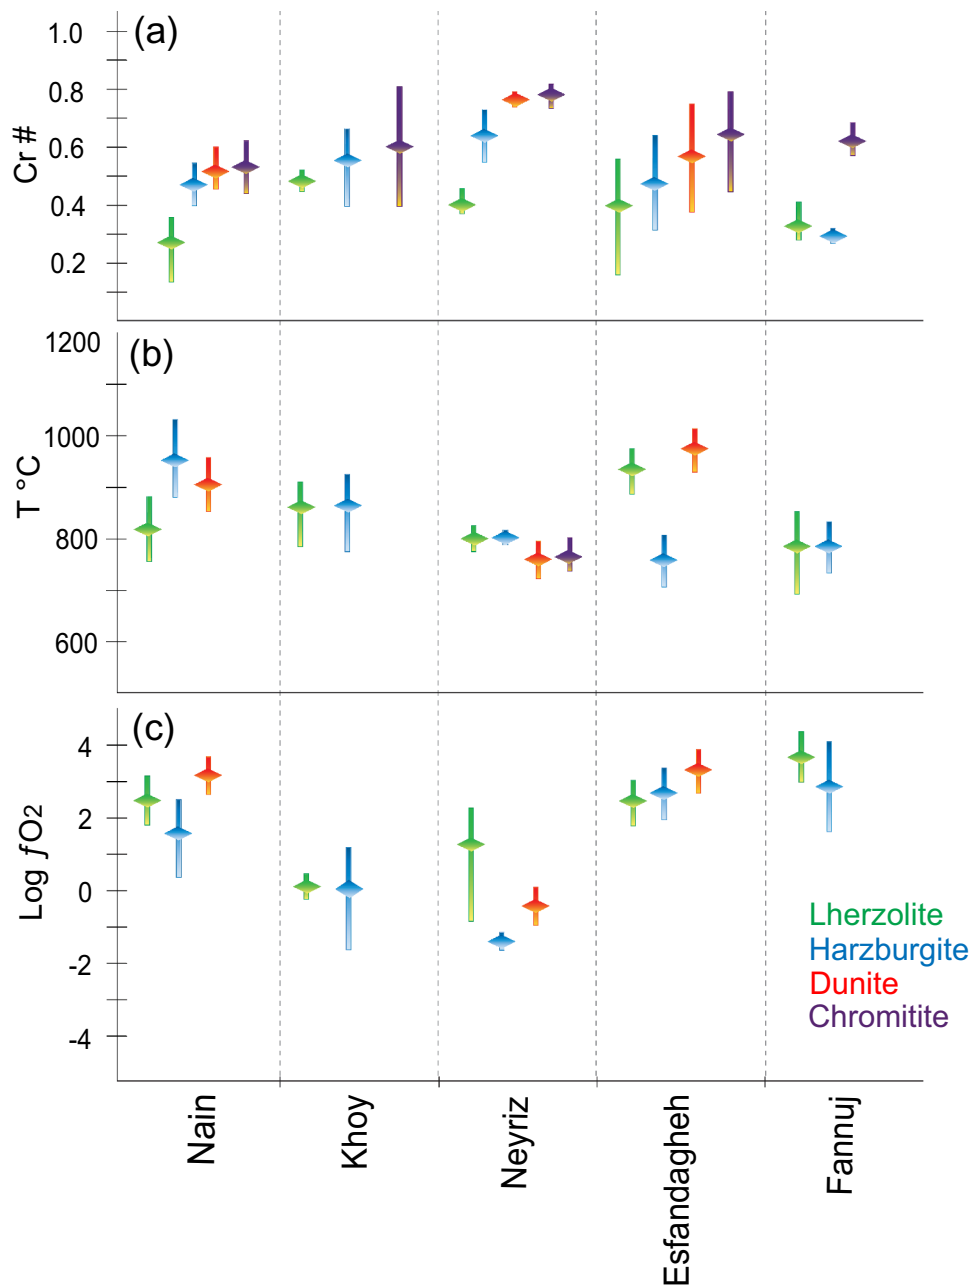 (a)
1.0
0.8
0.6
0.4
0.2
Cr #
(b)
1200
1000
800
600
T °C
(c)
4
2
0
-2
-4
Log ƒO2
Lherzolite
Harzburgite
Dunite
Chromitite
Nain
Khoy
Neyriz
Esfandagheh
Fannuj